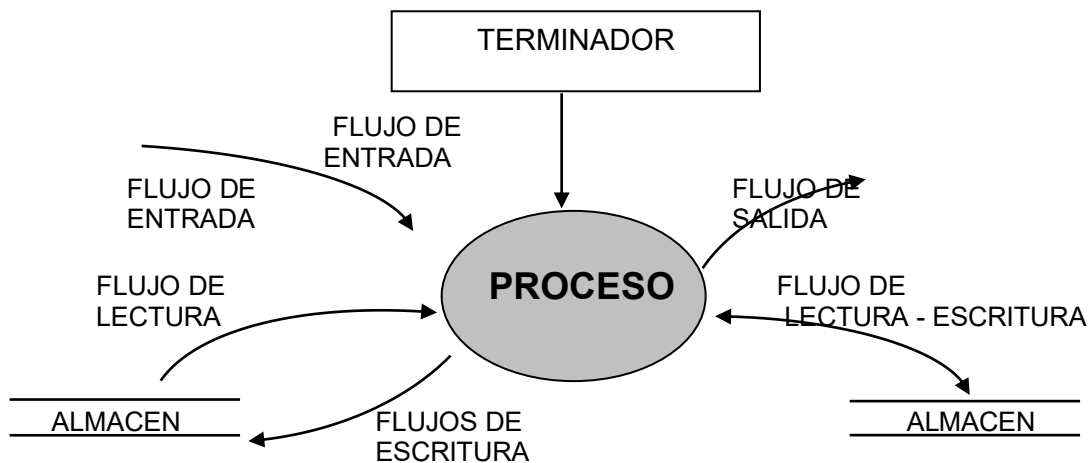 TERMINADOR
FLUJO DE
ENTRADA
FLUJO DE
ENTRADA
FLUJO DE
SALIDA
PROCESO
FLUJO DE
LECTURA
FLUJO DE
LECTURA - ESCRITURA
ALMACEN
FLUJOS DE
ESCRITURA
ALMACEN